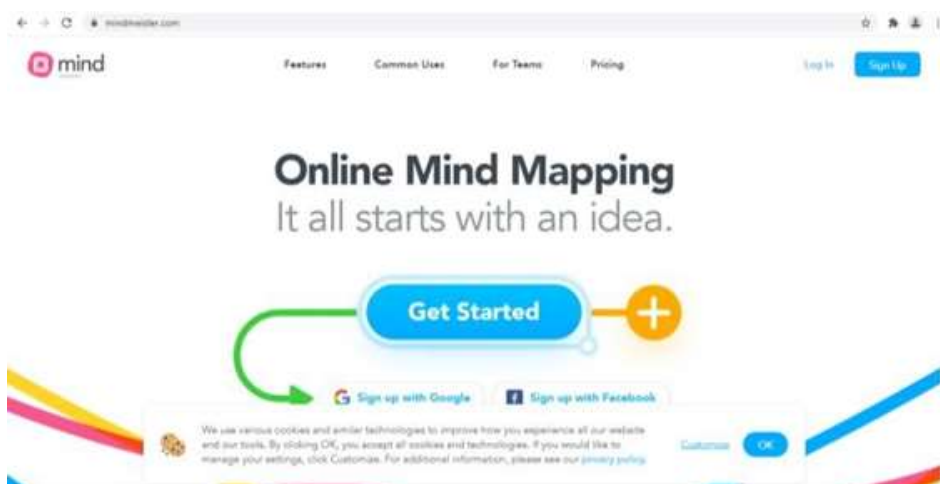 mindmeister.com
mind
Features Common Uses For Teams Pricing Log In Sign Up
Online Mind Mapping
It all starts with an idea.
Get Started
Sign up with Google Sign up with Facebook
We use various cookies and similar technologies to improve how you experience all our website
and our tools. By clicking OK, you accept all cookies and technologies. If you would like to
manage your settings, click Customize. For additional information, please see our privacy policy.
Customize OK